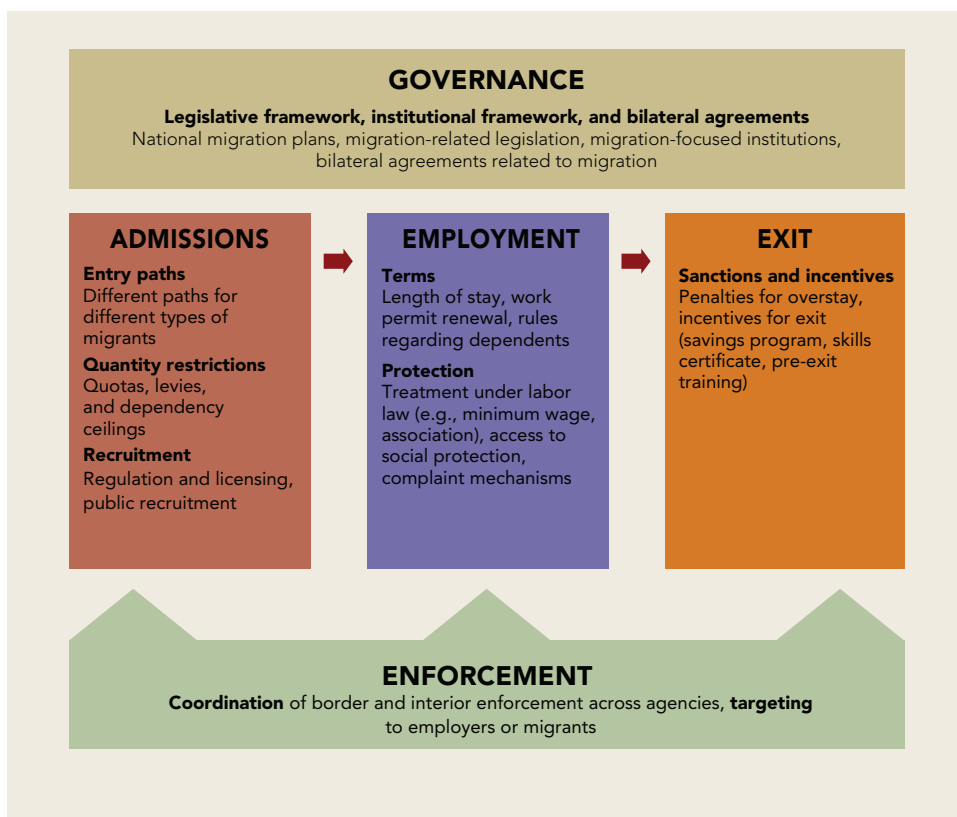 GOVERNANCE
Legislative framework, institutional framework, and bilateral agreements
National migration plans, migration-related legislation, migration-focused institutions,
bilateral agreements related to migration
ADMISSIONS
Entry paths
Different paths for
different types of
migrants
Quantity restrictions
Quotas, levies,
and dependency
ceilings
Recruitment
Regulation and licensing,
public recruitment
EMPLOYMENT
Terms
Length of stay, work
permit renewal, rules
regarding dependents
Protection
Treatment under labor
law (e.g., minimum wage,
association), access to
social protection,
complaint mechanisms
EXIT
Sanctions and incentives
Penalties for overstay,
incentives for exit
(savings program, skills
certificate, pre-exit
training)
ENFORCEMENT
Coordination of border and interior enforcement across agencies, targeting
to employers or migrants